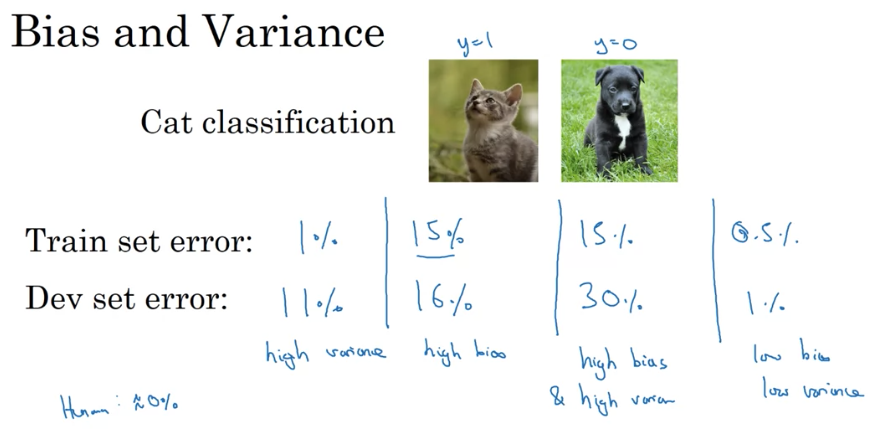 Bias and Variance
y=1 y=0
Cat classification
Train set error: 1% 15% 15% 0.5%
Dev set error: 11% 16% 30% 1%
high variance high bias high bias low bias
& high varian low variance
Human: ≈0%